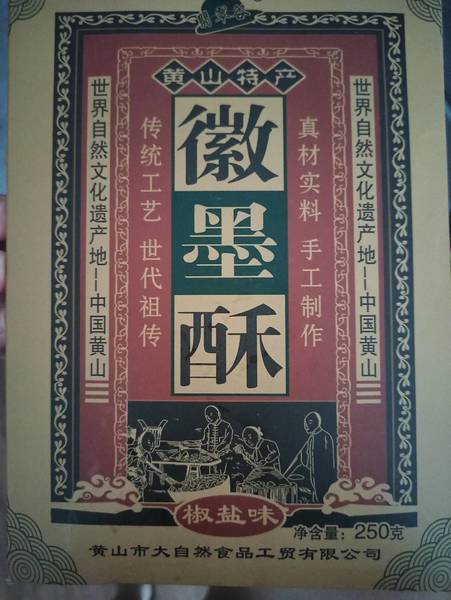 黄山特产
徽墨酥
真材实料 手工制作
传统工艺 世代祖传
世界自然文化遗产地—中国黄山
世界自然文化遗产地—中国黄山
椒盐味
净含量：250克
黄山市大自然食品工贸有限公司